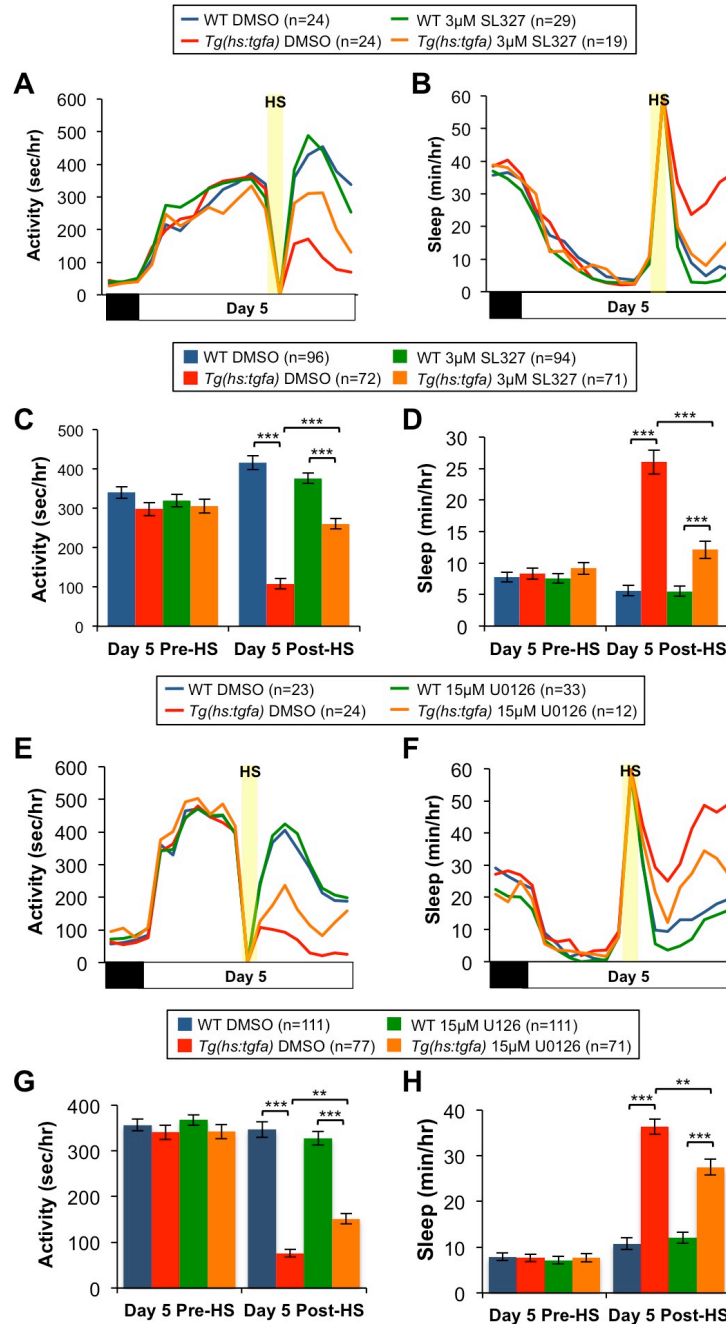 WT DMSO (n=24) WT 3µM SL327 (n=29)
Tg(hs:tgfa) DMSO (n=24) Tg(hs:tgfa) 3µM SL327 (n=19)
A
B
600
500
400
300
200
100
0
Activity (sec/hr)
HS
Day 5
60
50
40
30
20
10
0
Sleep (min/hr)
HS
Day 5
WT DMSO (n=96) WT 3µM SL327 (n=94)
Tg(hs:tgfa) DMSO (n=72) Tg(hs:tgfa) 3µM SL327 (n=71)
C
D
500
400
300
200
100
0
Activity (sec/hr)
*** *** ***
Day 5 Pre-HS Day 5 Post-HS
30
25
20
15
10
5
0
Sleep (min/hr)
*** *** ***
Day 5 Pre-HS Day 5 Post-HS
WT DMSO (n=23) WT 15µM U0126 (n=33)
Tg(hs:tgfa) DMSO (n=24) Tg(hs:tgfa) 15µM U0126 (n=12)
E
F
600
500
400
300
200
100
0
Activity (sec/hr)
HS
Day 5
60
50
40
30
20
10
0
Sleep (min/hr)
HS
Day 5
WT DMSO (n=111) WT 15µM U126 (n=111)
Tg(hs:tgfa) DMSO (n=77) Tg(hs:tgfa) 15µM U0126 (n=71)
G
H
400
300
200
100
0
Activity (sec/hr)
*** ** ***
Day 5 Pre-HS Day 5 Post-HS
40
30
20
10
0
Sleep (min/hr)
*** ** ***
Day 5 Pre-HS Day 5 Post-HS